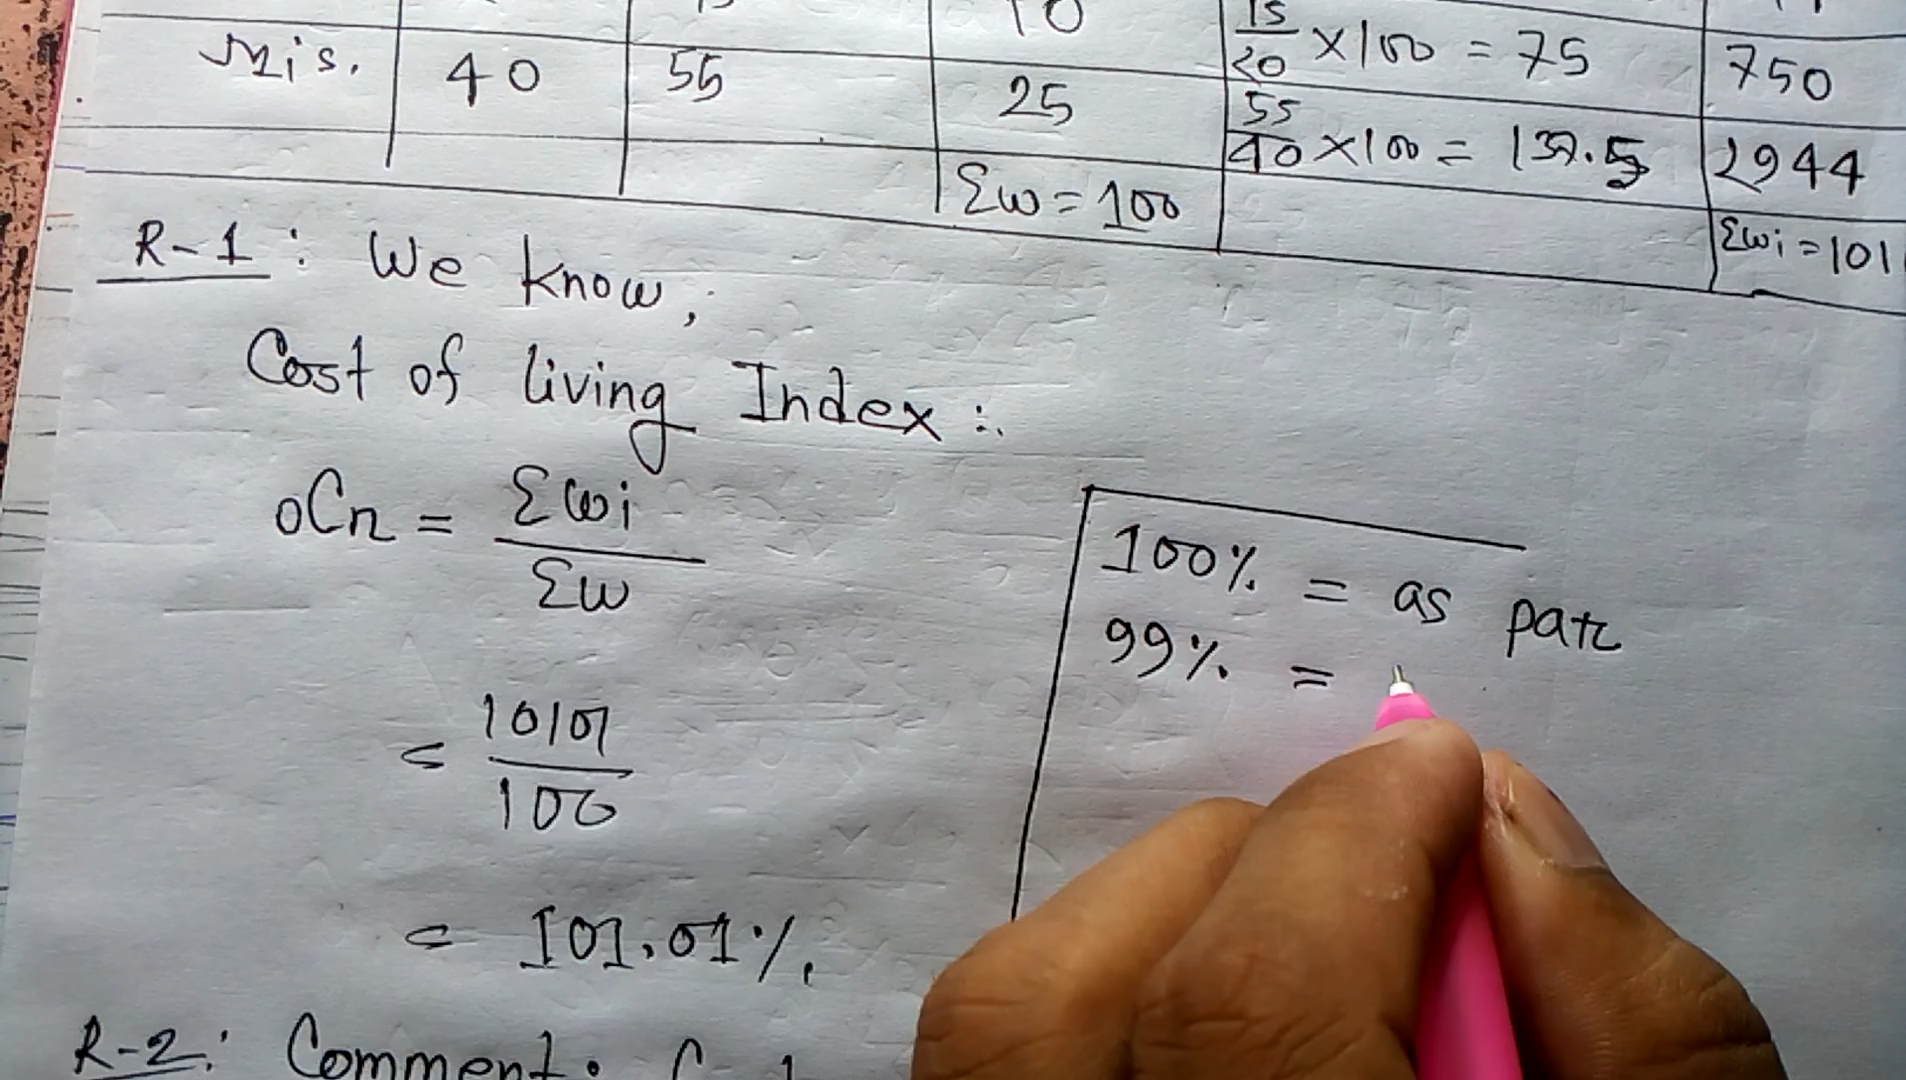 10 15/20 ×100 = 75 750
Mis. 40 55 25 55/40 ×100 = 137.5 2944
Σw = 100 Σwi = 101
R-1 : We know,
Cost of living Index :.
oCn = Σwi / Σw
100% = as par
99% =
= 10101 / 100
= 101.01%.
R-2: Comment: